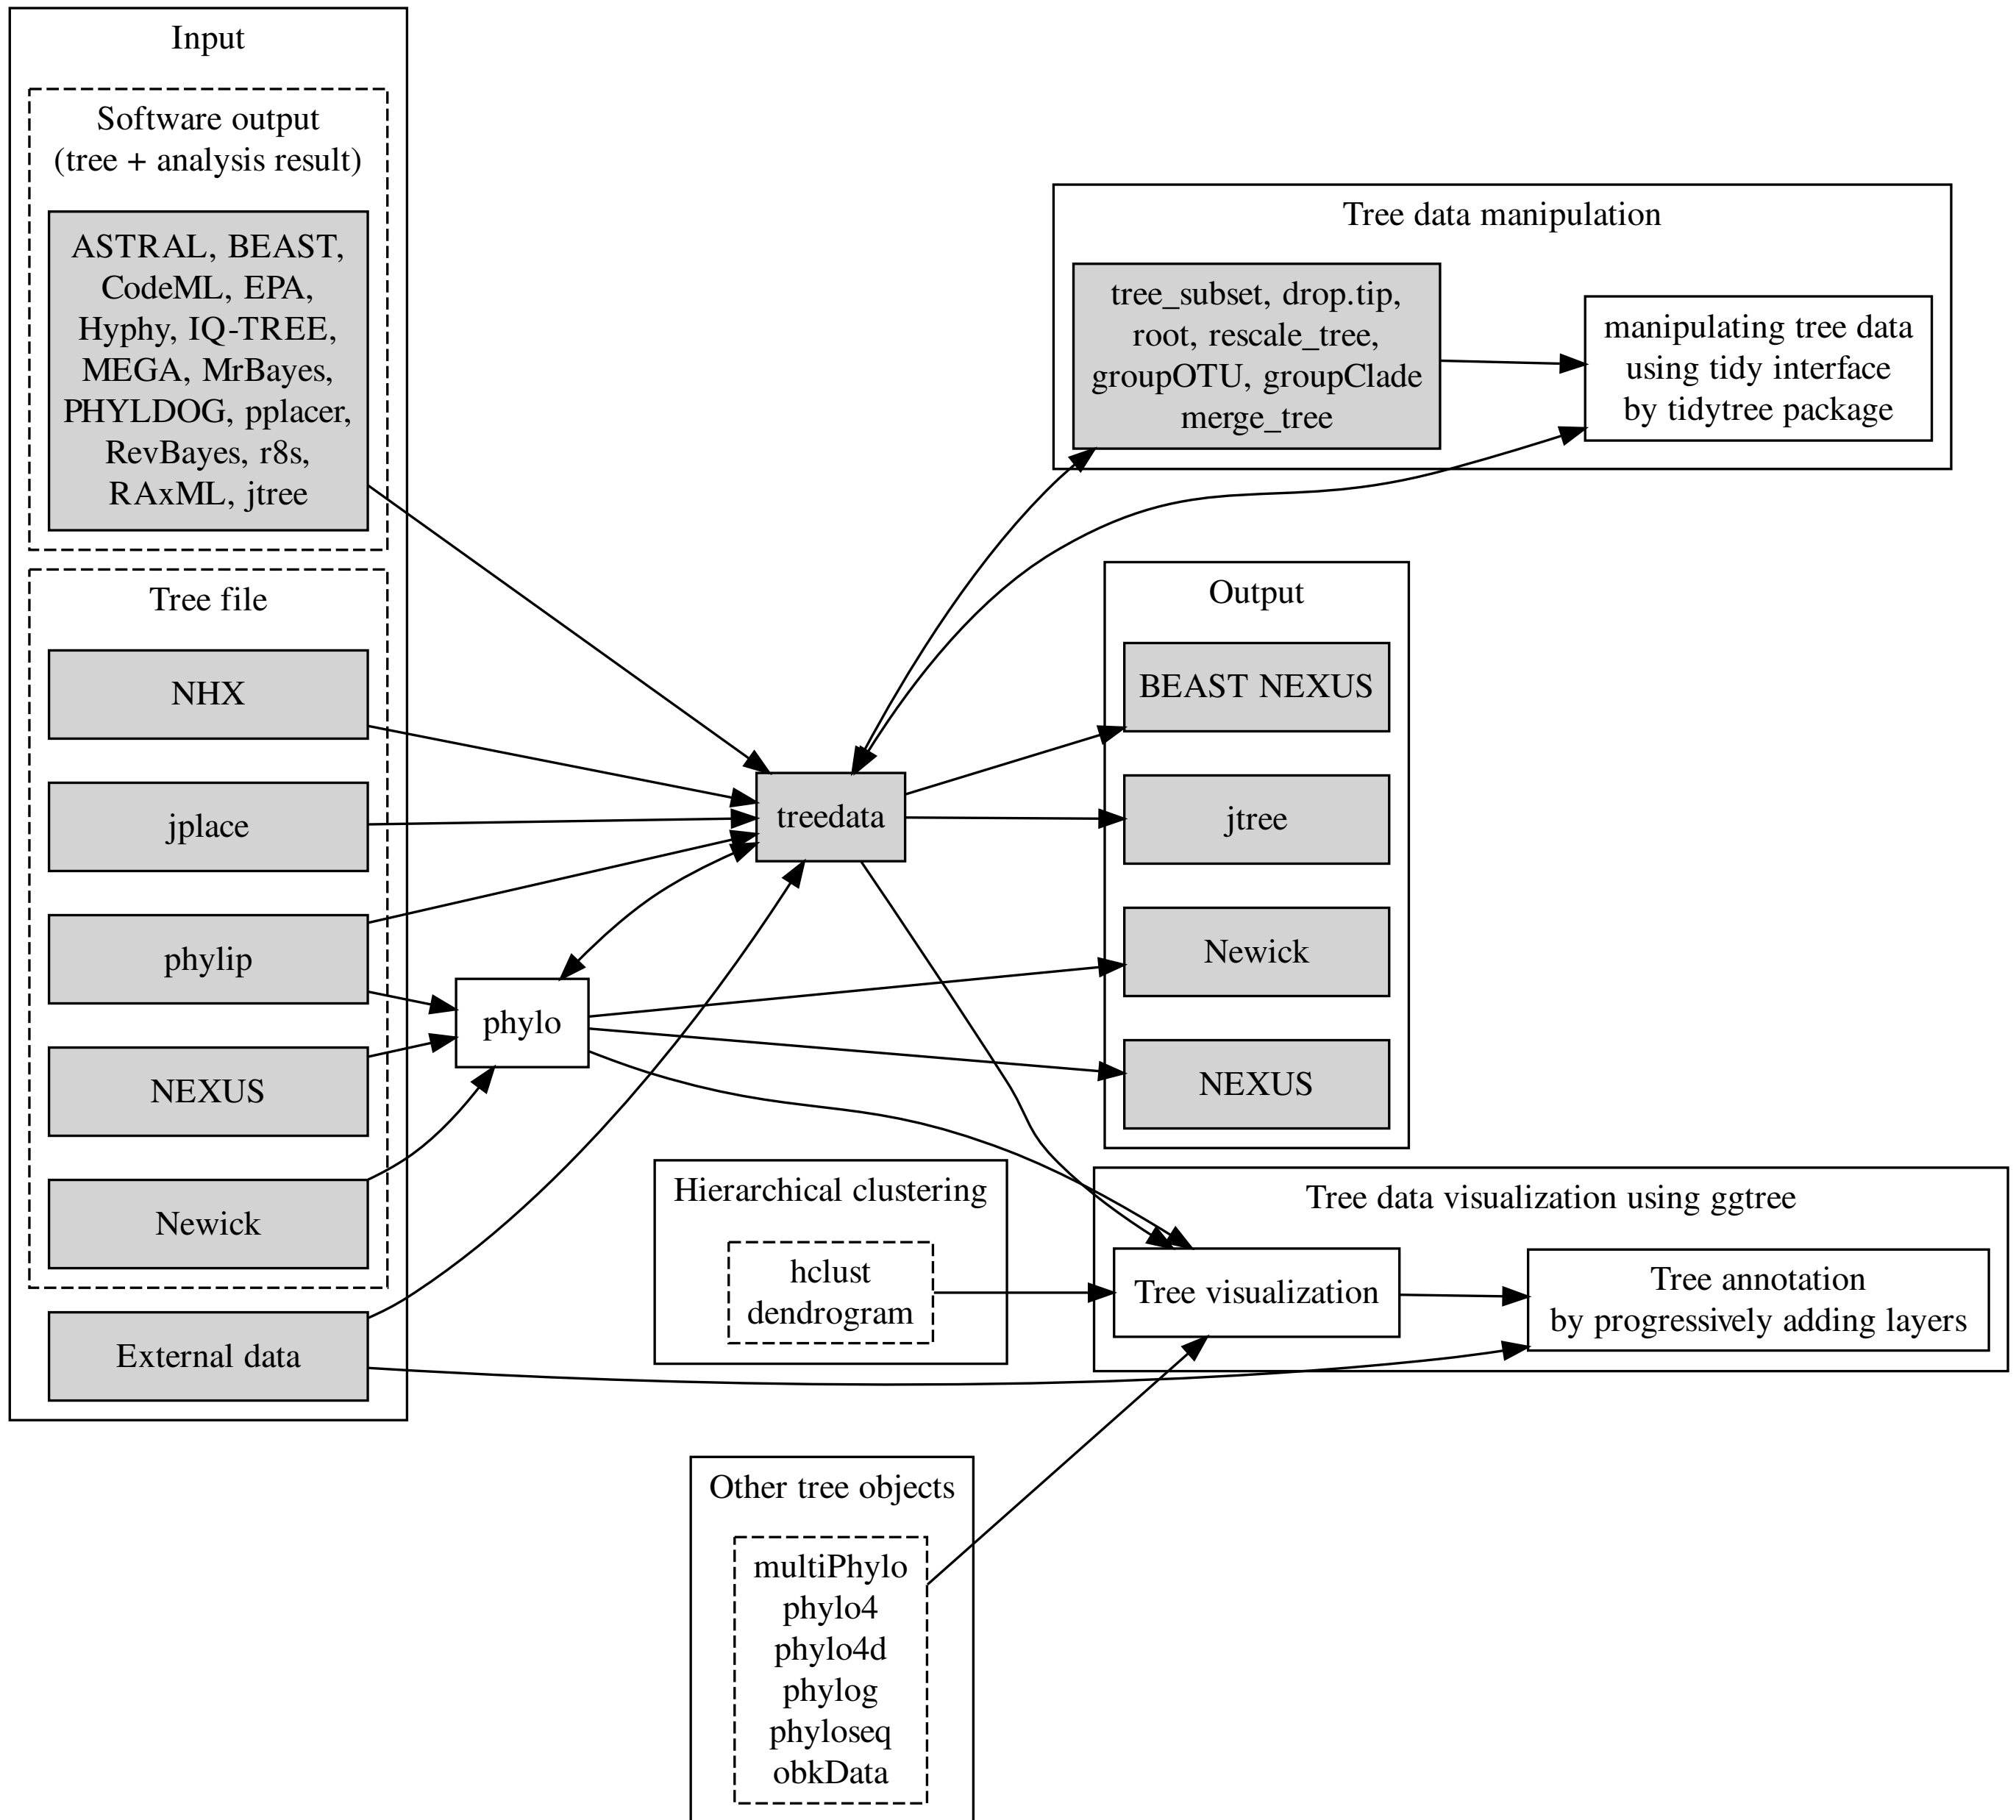 Input
Software output
(tree + analysis result)
ASTRAL, BEAST,
CodeML, EPA,
Hyphy, IQ-TREE,
MEGA, MrBayes,
PHYLDOG, pplacer,
RevBayes, r8s,
RAxML, jtree
Tree file
NHX
jplace
phylip
NEXUS
Newick
External data
phylo
treedata
Tree data manipulation
tree_subset, drop.tip,
root, rescale_tree,
groupOTU, groupClade
merge_tree
manipulating tree data
using tidy interface
by tidytree package
Output
BEAST NEXUS
jtree
Newick
NEXUS
Hierarchical clustering
hclust
dendrogram
Tree data visualization using ggtree
Tree visualization
Tree annotation
by progressively adding layers
Other tree objects
multiPhylo
phylo4
phylo4d
phylog
phyloseq
obkData